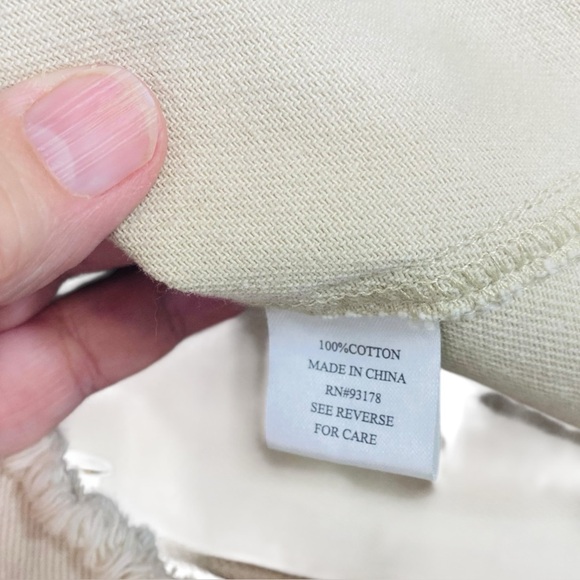 100%COTTON
MADE IN CHINA
RN#93178
SEE REVERSE
FOR CARE